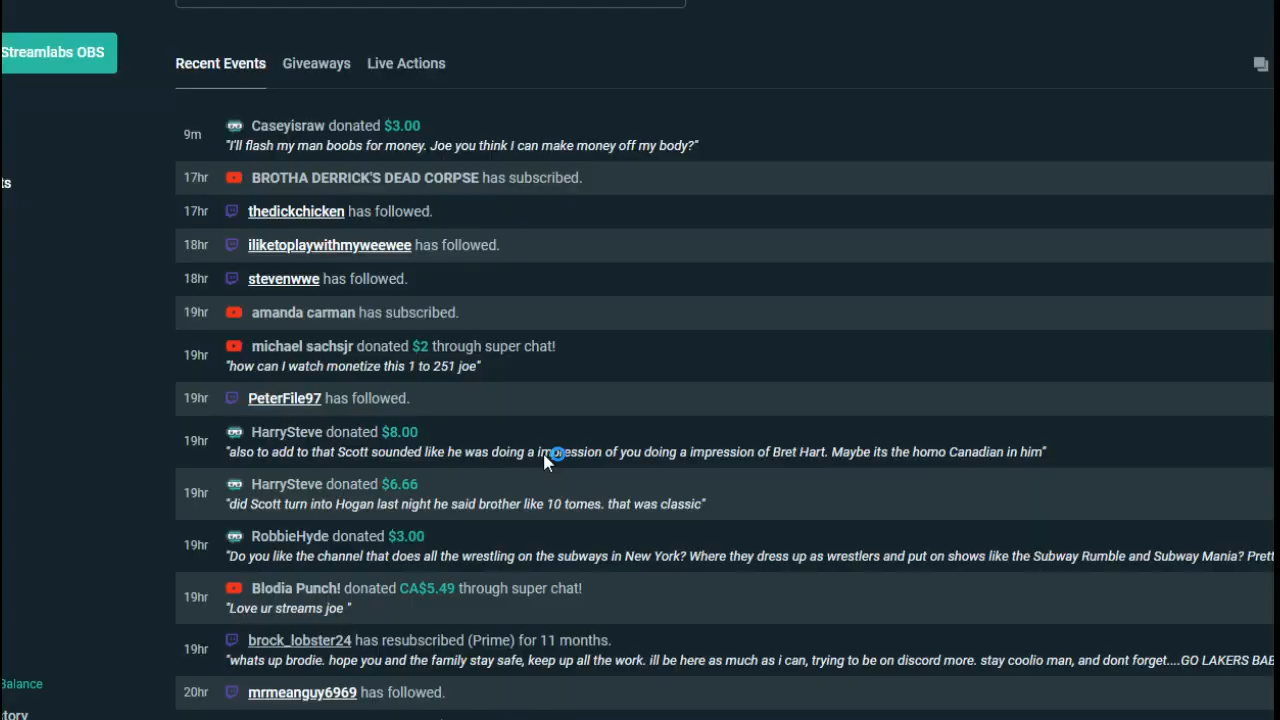 Streamlabs OBS
Recent Events Giveaways Live Actions
9m Caseyisraw donated $3.00
"I'll flash my man boobs for money. Joe you think I can make money off my body?"
ts
17hr BROTHA DERRICK'S DEAD CORPSE has subscribed.
17hr thedickchicken has followed.
18hr iliketoplaywithmyweewee has followed.
18hr stevenwwe has followed.
19hr amanda carman has subscribed.
19hr michael sachsjr donated $2 through super chat!
"how can I watch monetize this 1 to 251 joe"
19hr PeterFile97 has followed.
19hr HarrySteve donated $8.00
"also to add to that Scott sounded like he was doing a impression of you doing a impression of Bret Hart. Maybe its the homo Canadian in him"
19hr HarrySteve donated $6.66
"did Scott turn into Hogan last night he said brother like 10 tomes. that was classic"
19hr RobbieHyde donated $3.00
"Do you like the channel that does all the wrestling on the subways in New York? Where they dress up as wrestlers and put on shows like the Subway Rumble and Subway Mania? Prett
19hr Blodia Punch! donated CA$5.49 through super chat!
"Love ur streams joe "
19hr brock_lobster24 has resubscribed (Prime) for 11 months.
"whats up brodie. hope you and the family stay safe, keep up all the work. ill be here as much as i can, trying to be on discord more. stay coolio man, and dont forget....GO LAKERS BAB
Balance
20hr mrmeanguy6969 has followed.
tory